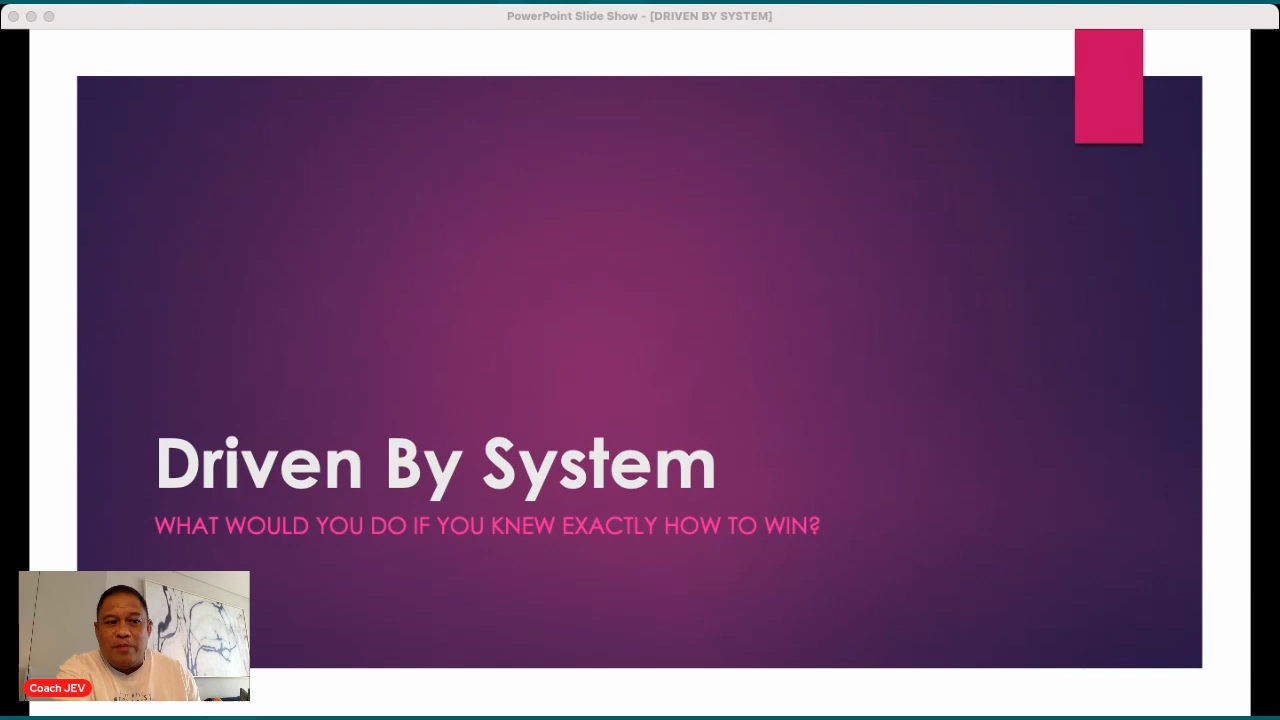 PowerPoint Slide Show - [DRIVEN BY SYSTEM]
Driven By System
WHAT WOULD YOU DO IF YOU KNEW EXACTLY HOW TO WIN?
Coach JEV